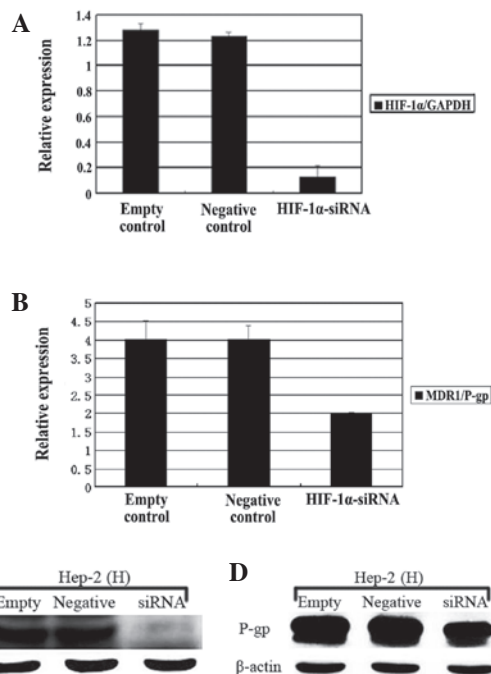 A
Relative expression
1.4
1.2
1
0.8
0.6
0.4
0.2
0
Empty control
Negative control
HIF-1α-siRNA
HIF-1α/GAPDH
B
Relative expression
5
4.5
4
3.5
3
2.5
2
1.5
1
0.5
0
Empty control
Negative control
HIF-1α-siRNA
MDR1/P-gp
Hep-2 (H)
Empty Negative siRNA
D
Hep-2 (H)
Empty Negative siRNA
P-gp
β-actin